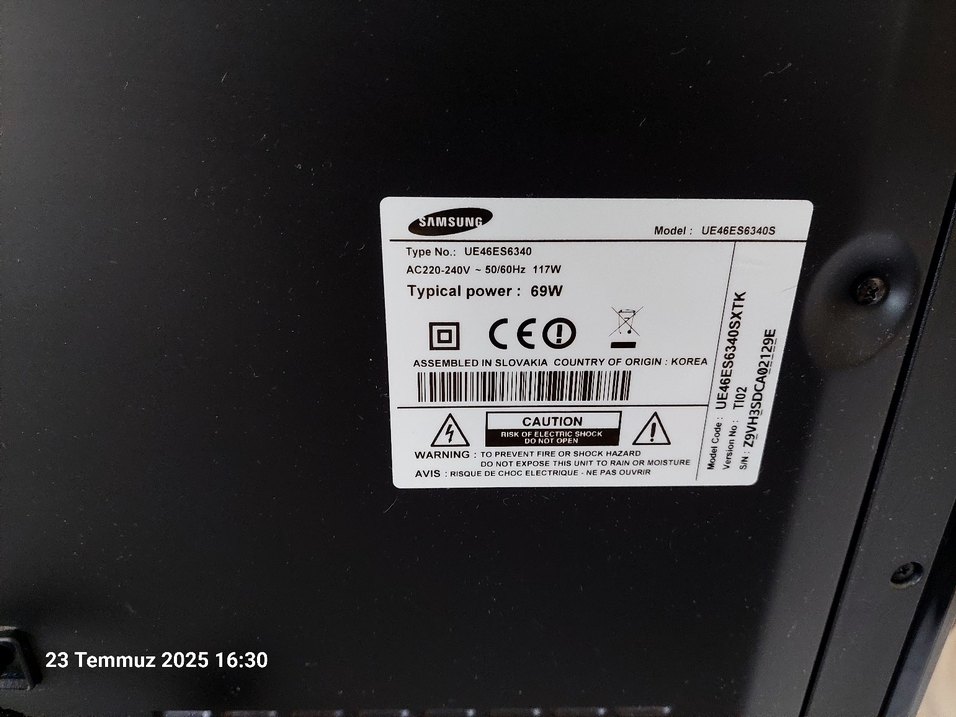 SAMSUNG
Model : UE46ES6340S
Type No.: UE46ES6340
AC220-240V ~ 50/60Hz 117W
Typical power : 69W
ASSEMBLED IN SLOVAKIA COUNTRY OF ORIGIN : KOREA
CAUTION
RISK OF ELECTRIC SHOCK
DO NOT OPEN
WARNING : TO PREVENT FIRE OR SHOCK HAZARD
DO NOT EXPOSE THIS UNIT TO RAIN OR MOISTURE
AVIS : RISQUE DE CHOC ELECTRIQUE - NE PAS OUVRIR
Model Code : UE46ES6340SXTK
Version No : TI02
S/N : Z9VH3SDCA02129E
23 Temmuz 2025 16:30